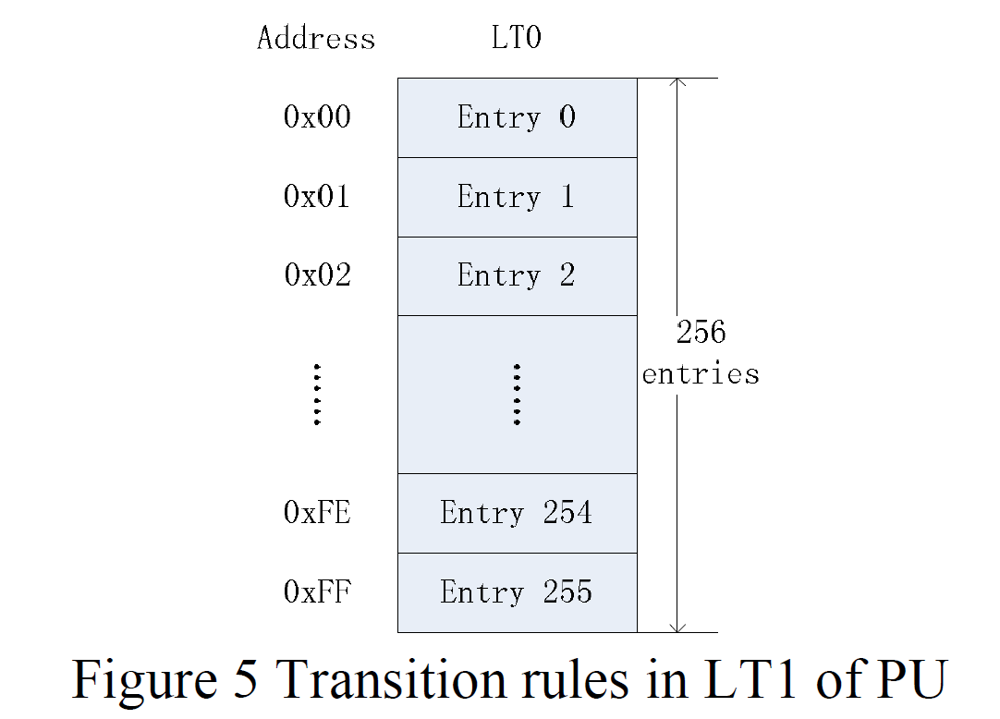 Address LT0
0x00 Entry 0
0x01 Entry 1
0x02 Entry 2
256
entries
0xFE Entry 254
0xFF Entry 255
Figure 5 Transition rules in LT1 of PU